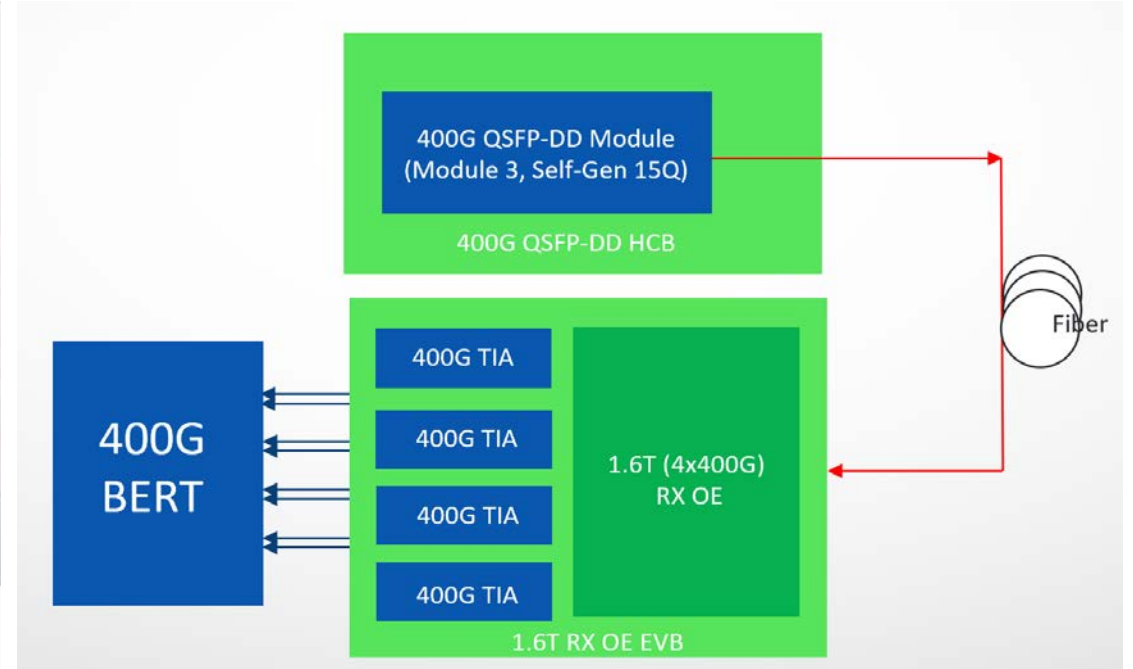 400G QSFP-DD Module
(Module 3, Self-Gen 15Q)
400G QSFP-DD HCB
Fiber
400G
BERT
400G TIA
400G TIA
400G TIA
400G TIA
1.6T (4x400G)
RX OE
1.6T RX OE EVB